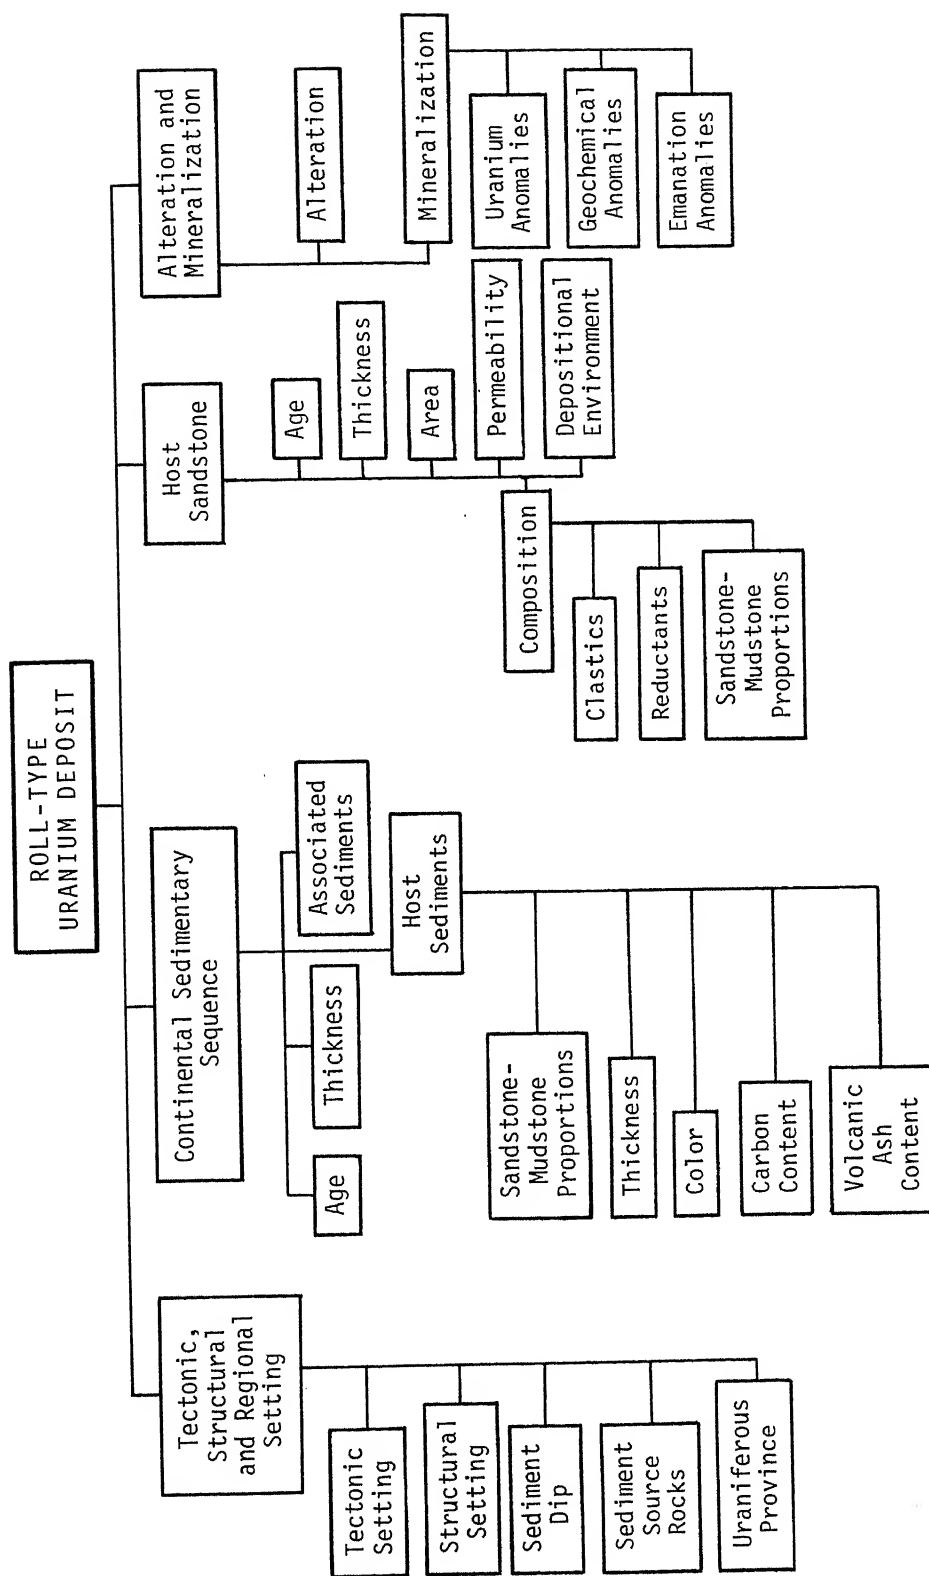 ROLL-TYPE
URANIUM DEPOSIT
Tectonic,
Structural
and Regional
Setting
Tectonic
Setting
Structural
Setting
Sediment
Dip
Sediment
Source
Rocks
Uraniferous
Province
Continental Sedimentary
Sequence
Age
Thickness
Associated
Sediments
Host
Sediments
Sandstone-
Mudstone
Proportions
Thickness
Color
Carbon
Content
Volcanic
Ash
Content
Host
Sandstone
Age
Thickness
Area
Permeability
Depositional
Environment
Composition
Clastics
Reductants
Sandstone-
Mudstone
Proportions
Alteration and
Mineralization
Alteration
Mineralization
Uranium
Anomalies
Geochemical
Anomalies
Emanation
Anomalies